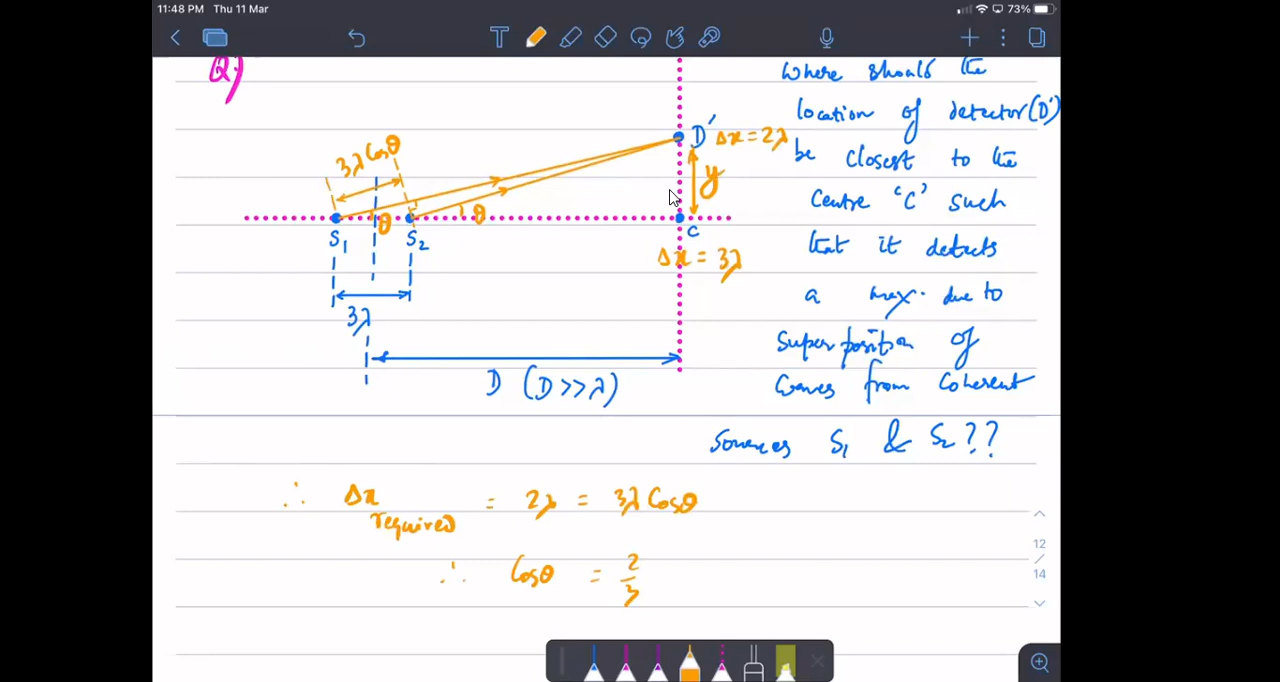 11:48 PM Thu 11 Mar
73%
Q)
Where should the
location of detector(D')
be closest to the
Centre 'C' such
that it detects
a max. due to
Superposition of
Waves from Coherent
Sources S1 & S2??
3λCosθ
D' Δx = 2λ
y
θ
θ
S1
S2
C
Δx = 3λ
3λ
D (D>>λ)
∴ Δx required = 2λ = 3λ Cosθ
∴ Cosθ = 2/3
12
/
14
T